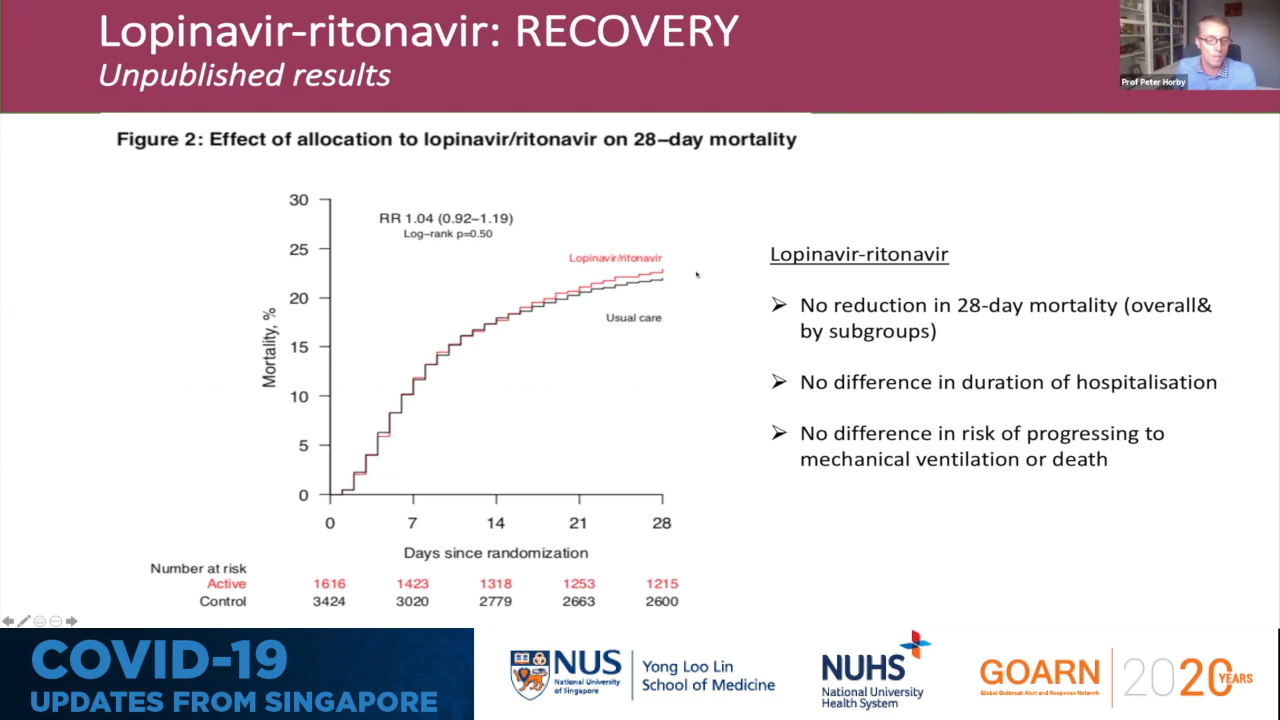 Lopinavir-ritonavir: RECOVERY
Unpublished results
Prof Peter Horby
Figure 2: Effect of allocation to lopinavir/ritonavir on 28–day mortality
30
25
20
15
10
5
0
Mortality, %
RR 1.04 (0.92–1.19)
Log–rank p=0.50
Lopinavir/ritonavir
Usual care
0 7 14 21 28
Days since randomization
Number at risk
Active 1616 1423 1318 1253 1215
Control 3424 3020 2779 2663 2600
Lopinavir-ritonavir
➢ No reduction in 28-day mortality (overall&
by subgroups)
➢ No difference in duration of hospitalisation
➢ No difference in risk of progressing to
mechanical ventilation or death
COVID-19
UPDATES FROM SINGAPORE
NUS
National University
of Singapore
Yong Loo Lin
School of Medicine
NUHS
National University
Health System
GOARN
Global Outbreak Alert and Response Network
2020 YEARS